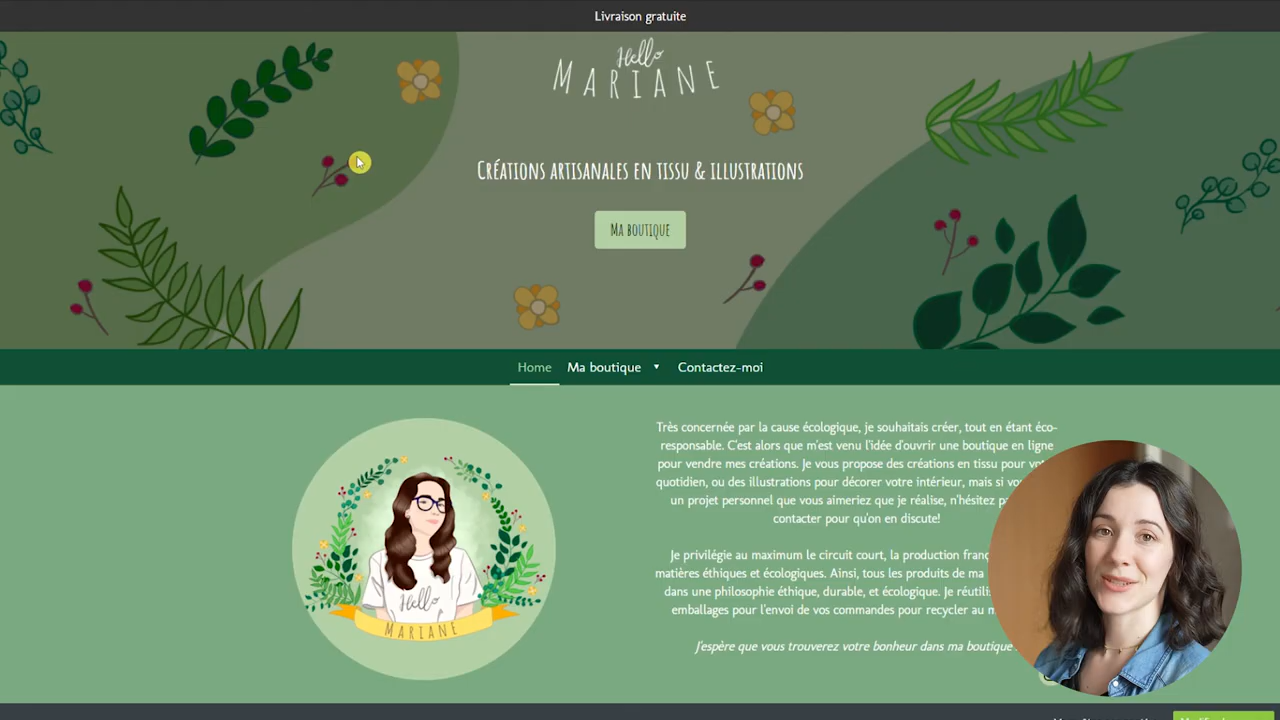 Livraison gratuite
Hello
MARIANE
Créations artisanales en tissu & illustrations
Ma boutique
Home
Ma boutique
Contactez-moi
Très concernée par la cause écologique, je souhaitais créer, tout en étant éco-
responsable. C'est alors que m'est venu l'idée d'ouvrir une boutique en ligne
pour vendre mes créations. Je vous propose des créations en tissu pour
quotidien, ou des illustrations pour décorer votre intérieur, mais si
un projet personnel que vous aimeriez que je réalise, n'hésitez
contacter pour qu'on en discute!
Je privilégie au maximum le circuit court, la production
matières éthiques et écologiques. Ainsi, tous les produits de ma
dans une philosophie éthique, durable, et écologique. Je
emballages pour l'envoi de vos commandes pour recycler au
J'espère que vous trouverez votre bonheur dans ma boutique
Hello
MARIANE